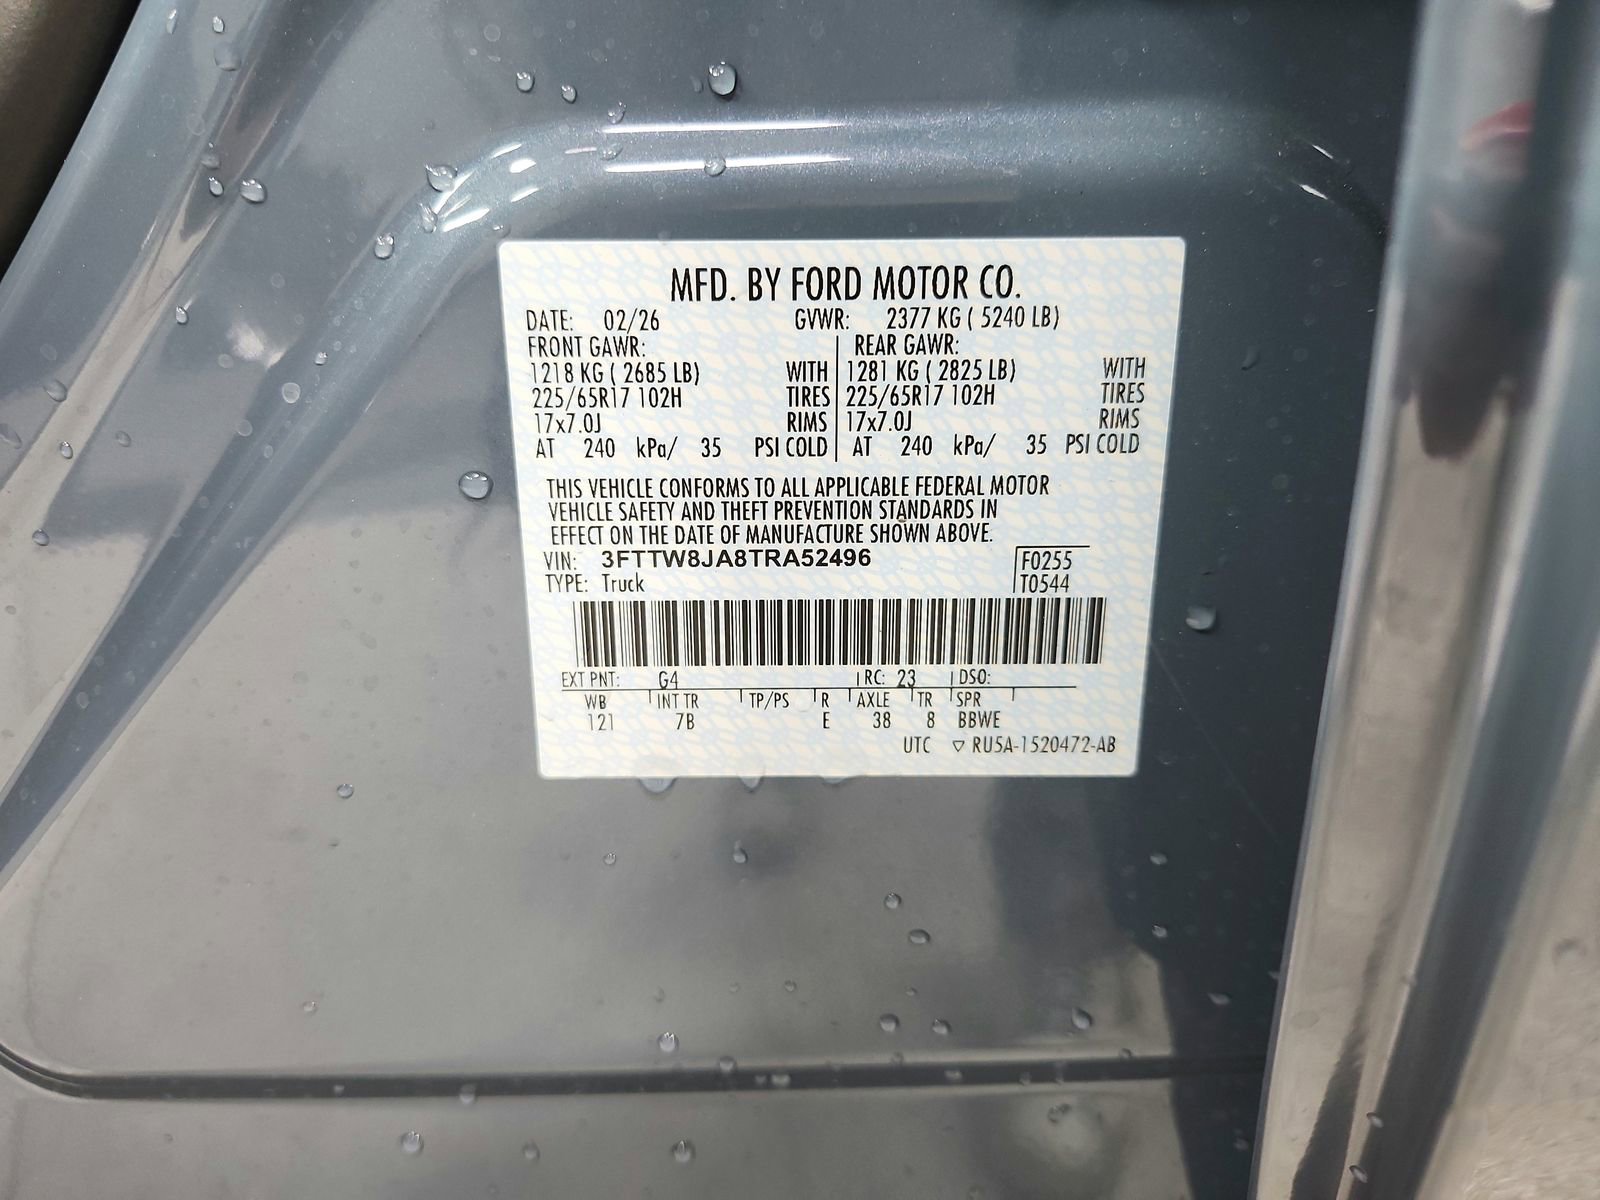 MFD. BY FORD MOTOR CO.
DATE: 02/26 GVWR: 2377 KG ( 5240 LB)
FRONT GAWR: REAR GAWR:
1218 KG ( 2685 LB) WITH 1281 KG ( 2825 LB) WITH
225/65R17 102H TIRES 225/65R17 102H TIRES
17x7.0J RIMS 17x7.0J RIMS
AT 240 kPa/ 35 PSI COLD AT 240 kPa/ 35 PSI COLD
THIS VEHICLE CONFORMS TO ALL APPLICABLE FEDERAL MOTOR
VEHICLE SAFETY AND THEFT PREVENTION STANDARDS IN
EFFECT ON THE DATE OF MANUFACTURE SHOWN ABOVE.
VIN: 3FTTW8JA8TRA52496 F0255
TYPE: Truck T0544
EXT PNT: G4 RC: 23 DSO:
WB INT TR TP/PS R AXLE TR SPR
121 7B E 38 8 BBWE
UTC ▽ RU5A-1520472-AB